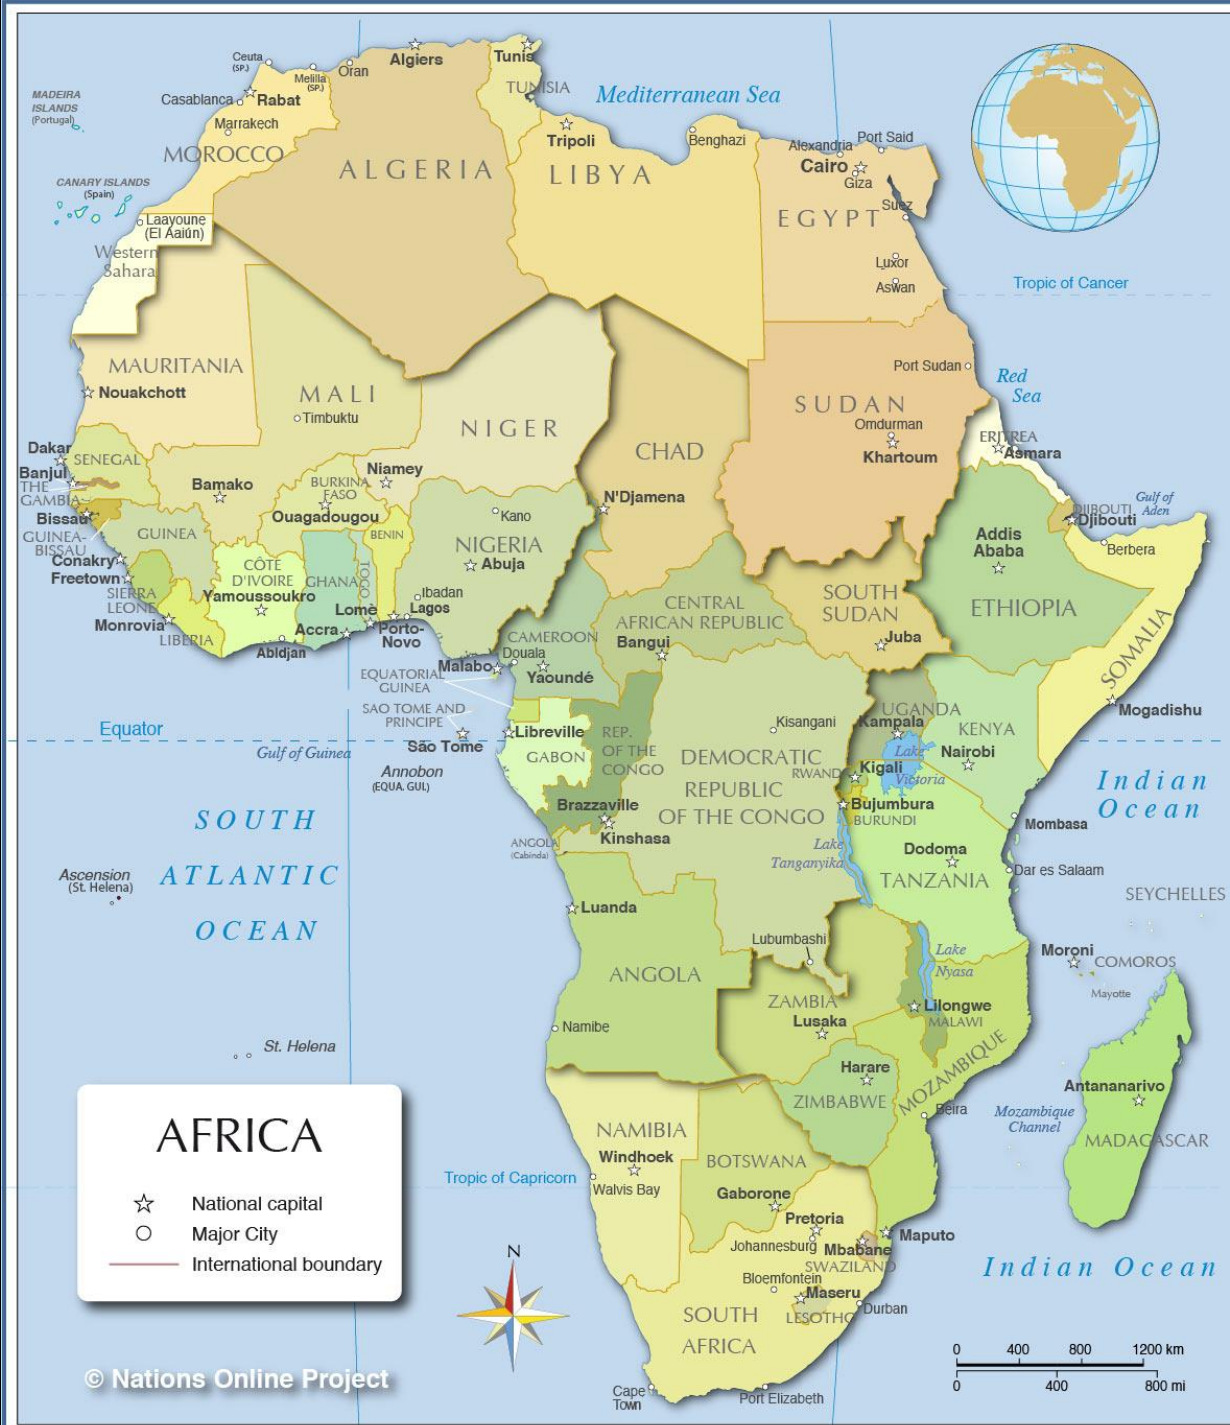 Ceuta
(SP.)
Melilla
(SP.)
Oran
Algiers
Tunis
TUNISIA
Mediterranean Sea
MADEIRA
ISLANDS
(Portugal)
Casablanca
Rabat
Marrakech
MOROCCO
ALGERIA
Tripoli
LIBYA
Benghazi
Alexandria
Port Said
Cairo
Giza
Suez
EGYPT
CANARY ISLANDS
(Spain)
Laayoune
(El Aaiún)
Western
Sahara
Luxor
Aswan
Tropic of Cancer
MAURITANIA
Nouakchott
MALI
Timbuktu
NIGER
CHAD
SUDAN
Port Sudan
Omdurman
Khartoum
Red
Sea
ERITREA
Asmara
Dakar
SENEGAL
Banjul
THE
GAMBIA
Bissau
GUINEA-
BISSAU
Bamako
Niamey
BURKINA
FASO
Ouagadougou
N'Djamena
Gulf of
Aden
DJIBOUTI
Djibouti
Berbera
GUINEA
Conakry
Freetown
SIERRA
LEONE
Monrovia
LIBERIA
CÔTE
D'IVOIRE
Yamoussoukro
Abidjan
GHANA
Accra
TOGO
Lomé
BENIN
Porto-
Novo
Kano
NIGERIA
Abuja
Ibadan
Lagos
Addis
Ababa
ETHIOPIA
SOMALIA
Mogadishu
CENTRAL
AFRICAN REPUBLIC
Bangui
SOUTH
SUDAN
Juba
CAMEROON
Douala
Malabo
Yaoundé
EQUATORIAL
GUINEA
SAO TOME AND
PRINCIPE
São Tome
Equator
Gulf of Guinea
Annobon
(EQUA. GUL)
Libreville
GABON
REP.
OF THE
CONGO
Brazzaville
Kinshasa
Kisangani
DEMOCRATIC
REPUBLIC
OF THE CONGO
UGANDA
Kampala
KENYA
Nairobi
Lake
Victoria
RWANDA
Kigali
Bujumbura
BURUNDI
Mombasa
Indian
Ocean
Lake
Tanganyika
Dodoma
TANZANIA
Dar es Salaam
SEYCHELLES
SOUTH
ATLANTIC
OCEAN
Ascension
(St. Helena)
ANGOLA
(Cabinda)
Luanda
ANGOLA
Lubumbashi
Lake
Nyasa
Moroni
COMOROS
Mayotte
Namibe
ZAMBIA
Lusaka
Lilongwe
MALAWI
St. Helena
Harare
ZIMBABWE
MOZAMBIQUE
Beira
Mozambique
Channel
Antananarivo
MADAGASCAR
NAMIBIA
Windhoek
Walvis Bay
Tropic of Capricorn
BOTSWANA
Gaborone
Pretoria
Johannesburg
Mbabane
SWAZILAND
Maputo
Bloemfontein
Maseru
LESOTHO
Durban
SOUTH
AFRICA
Cape
Town
Port Elizabeth
Indian Ocean
AFRICA
National capital
Major City
International boundary
N
© Nations Online Project
0 400 800 1200 km
0 400 800 mi